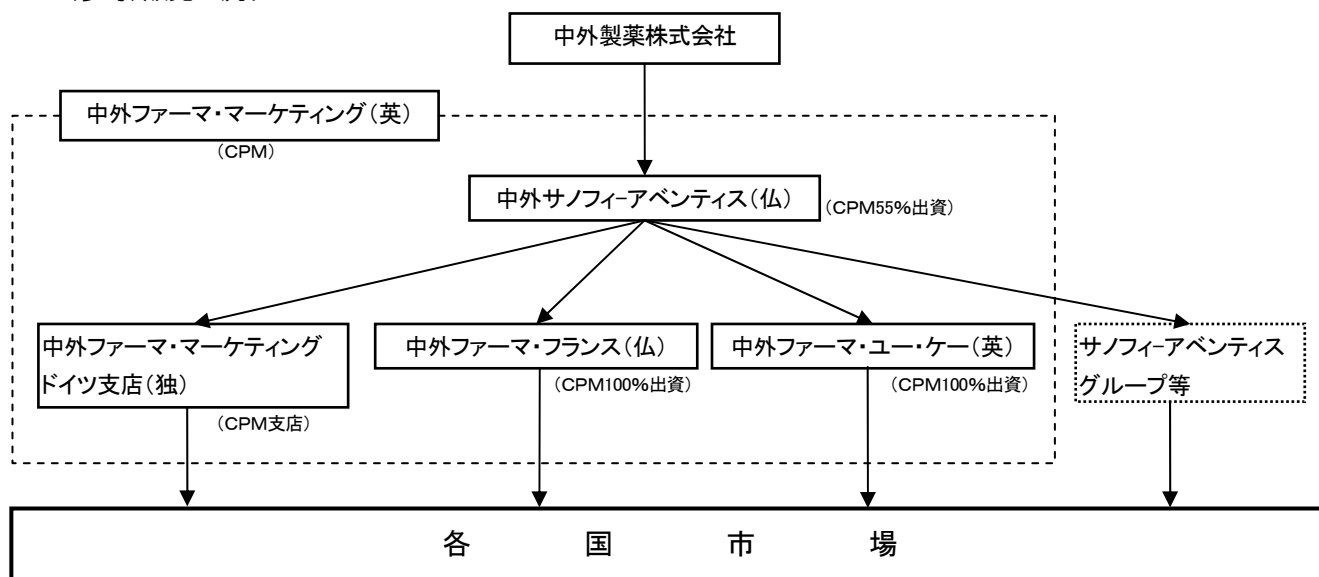 中外製薬株式会社
中外ファーマ・マーケティング(英)
(CPM)
中外サノフィ-アベンティス(仏)
(CPM55%出資)
中外ファーマ・マーケティング
ドイツ支店(独)
(CPM支店)
中外ファーマ・フランス(仏)
(CPM100%出資)
中外ファーマ・ユー・ケー(英)
(CPM100%出資)
サノフィ-アベンティス
グループ等
各国市場